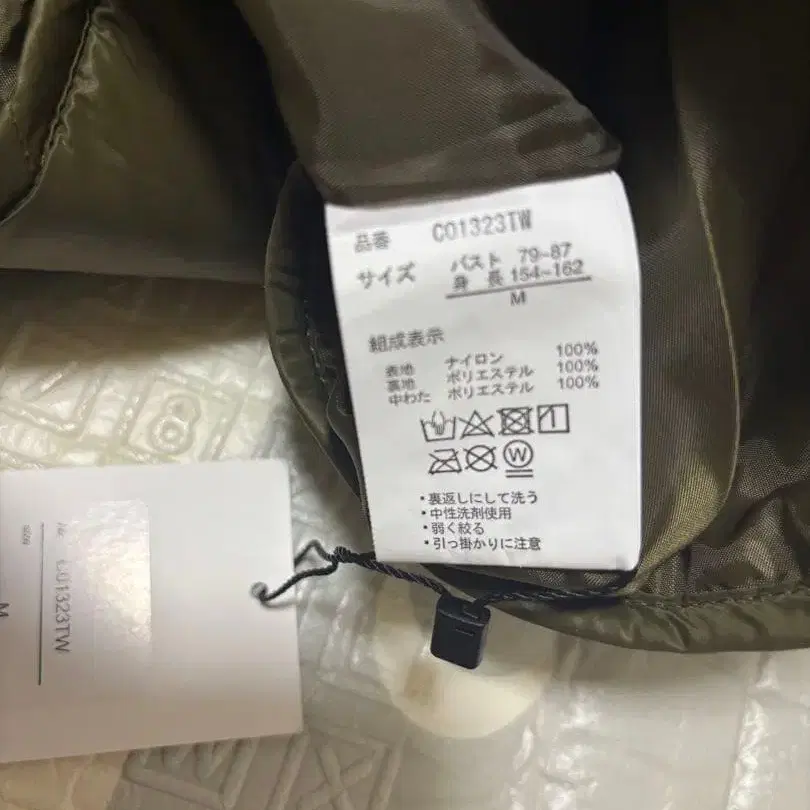 品番 C01323TW
サイズ バスト 79~87
身長 154~162
M
組成表示
表地 ナイロン 100%
裏地 ポリエステル 100%
中わた ポリエステル 100%
W
・裏返しにして洗う
・中性洗剤使用
・弱く絞る
・引っ掛かりに注意
No. C01323TW
M